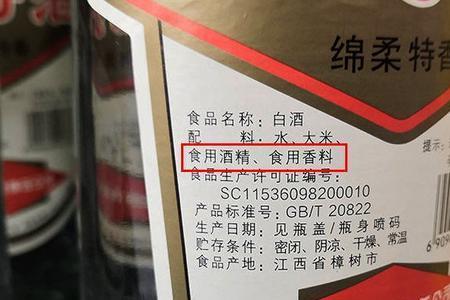 绵柔特香
食品名称：白酒
配　　料：水、大米、
食用酒精、食用香料
食品生产许可证编号：
SC11536098200010
产品标准号：GB/T 20822
生产日期：见瓶盖/瓶身喷码
贮存条件：密闭、阴凉、干燥、常温
食品产地：江西省樟树市
提示：
6909